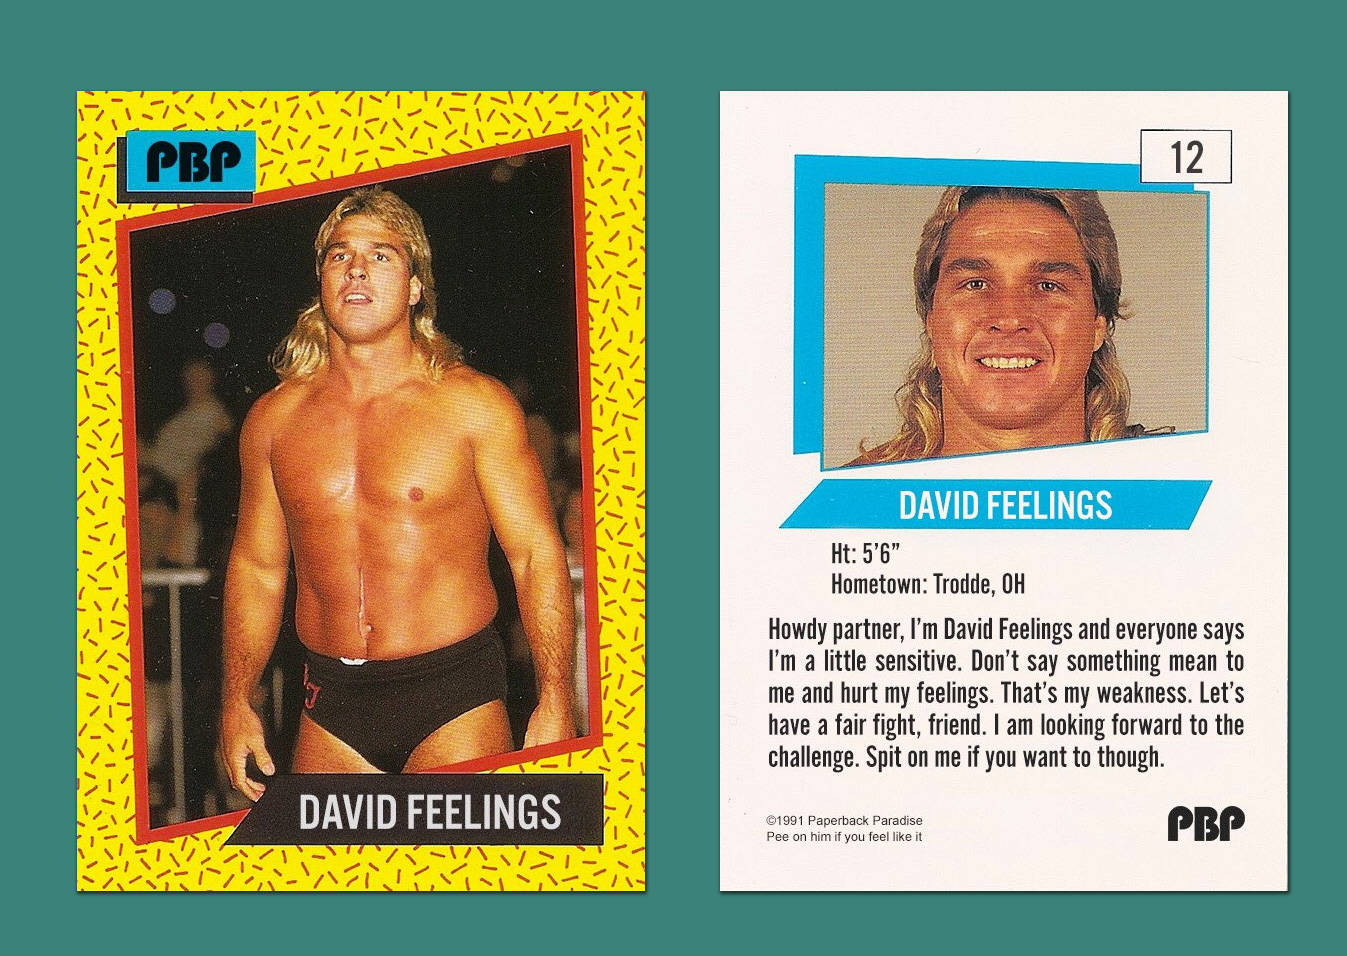 PBP
DAVID FEELINGS
12
DAVID FEELINGS
Ht: 5’6”
Hometown: Trodde, OH
Howdy partner, I’m David Feelings and everyone says
I’m a little sensitive. Don’t say something mean to
me and hurt my feelings. That’s my weakness. Let’s
have a fair fight, friend. I am looking forward to the
challenge. Spit on me if you want to though.
©1991 Paperback Paradise
Pee on him if you feel like it
PBP